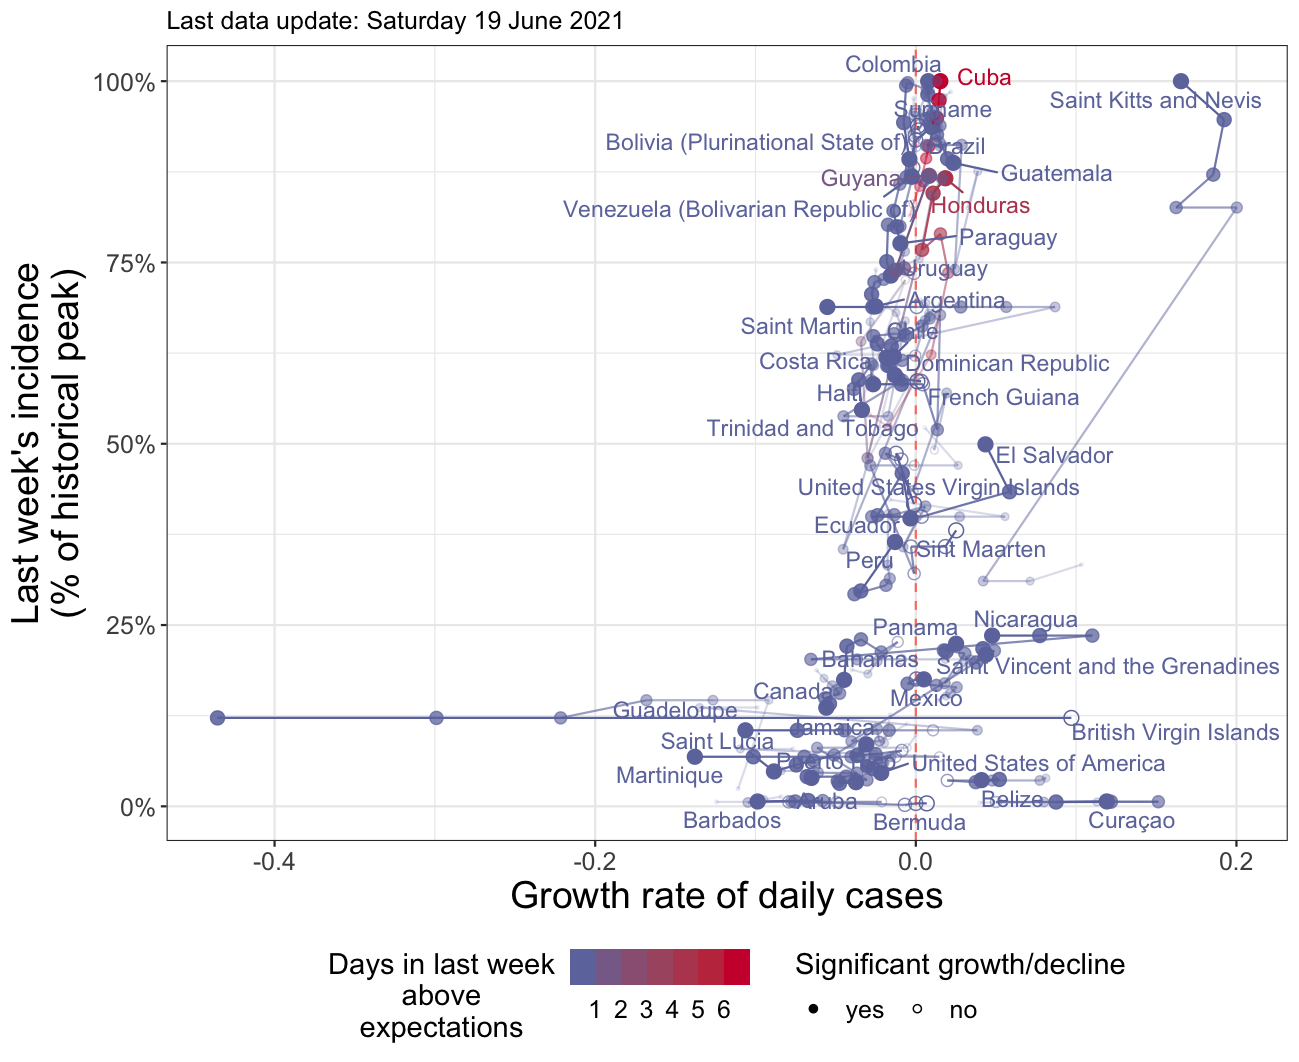 Last data update: Saturday 19 June 2021
Last week's incidence
(% of historical peak)
100%
75%
50%
25%
0%
Colombia
Cuba
Saint Kitts and Nevis
Suriname
Bolivia (Plurinational State of)
Brazil
Guatemala
Guyana
Honduras
Venezuela (Bolivarian Republic of)
Paraguay
Uruguay
Argentina
Saint Martin
Chile
Costa Rica
Dominican Republic
Haiti
French Guiana
Trinidad and Tobago
El Salvador
United States Virgin Islands
Ecuador
Sint Maarten
Peru
Nicaragua
Panama
Bahamas
Saint Vincent and the Grenadines
Canada
Mexico
Guadeloupe
Jamaica
British Virgin Islands
Saint Lucia
Puerto
United States of America
Martinique
Aruba
Belize
Barbados
Bermuda
Curaçao
-0.4
-0.2
0.0
0.2
Growth rate of daily cases
Days in last week
above
expectations
1 2 3 4 5 6
Significant growth/decline
yes
no